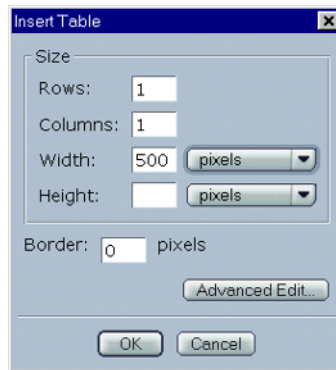 Insert Table
Size
Rows: 1
Columns: 1
Width: 500 pixels
Height: pixels
Border: 0 pixels
Advanced Edit...
OK Cancel